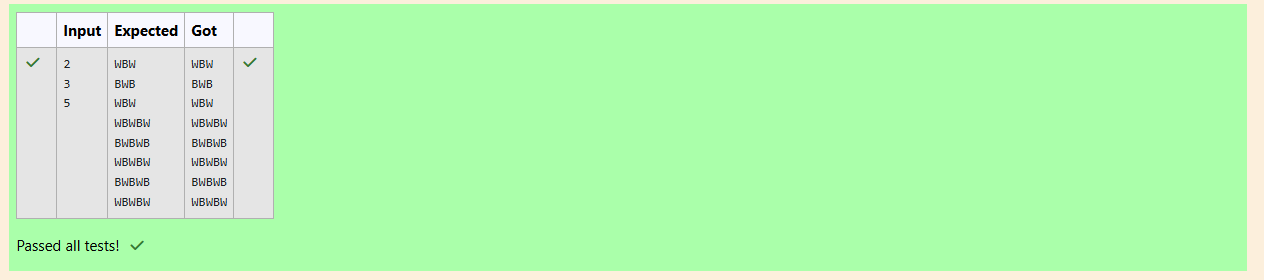 Input Expected Got
2 WBW WBW
3 BWB BWB
5 WBW WBW
WBWBW WBWBW
BWBWB BWBWB
WBWBW WBWBW
BWBWB BWBWB
WBWBW WBWBW
Passed all tests!